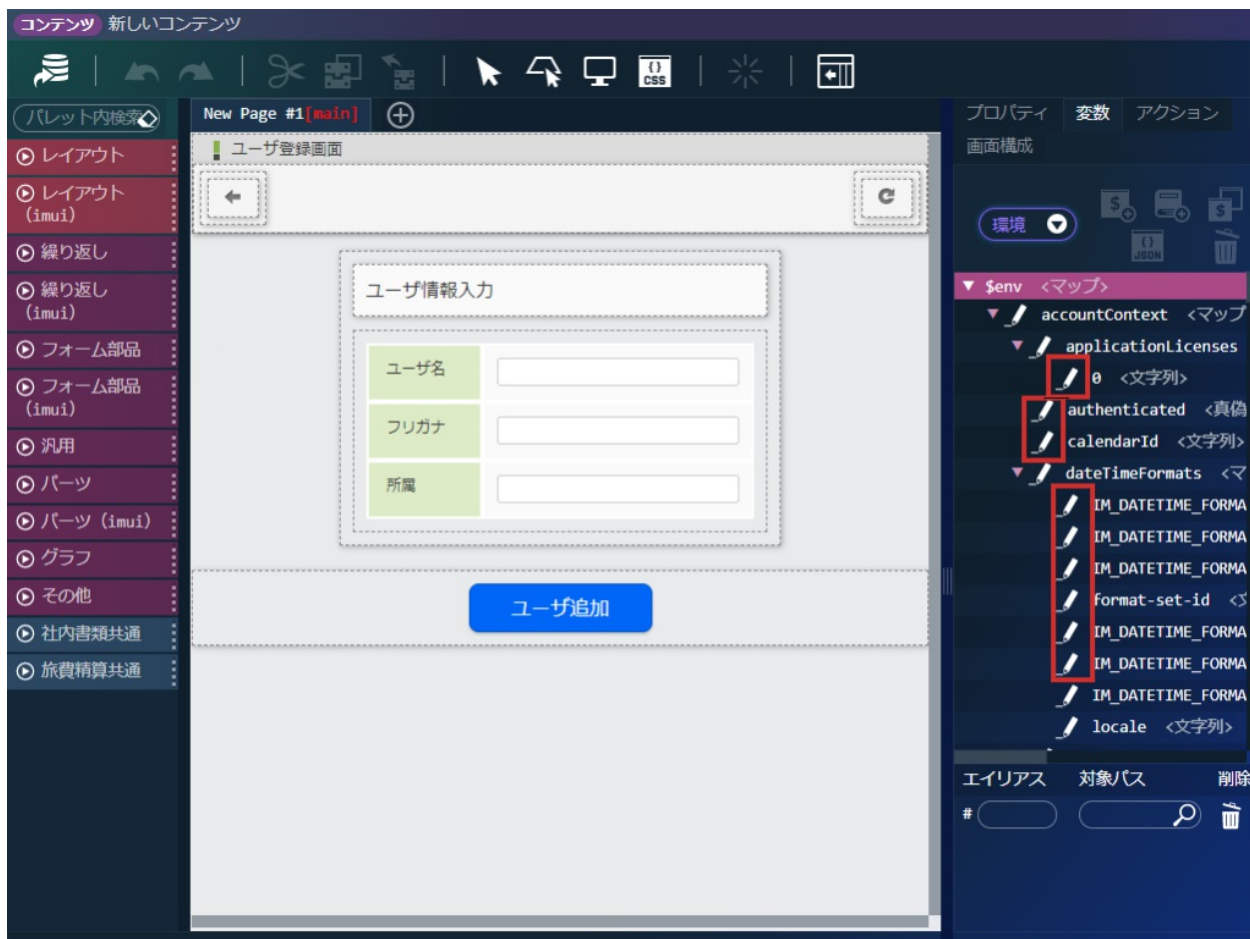 コンテンツ 新しいコンテンツ
{} CSS
パレット内検索
レイアウト
レイアウト
(imui)
繰り返し
繰り返し
(imui)
フォーム部品
フォーム部品
(imui)
汎用
パーツ
パーツ (imui)
グラフ
その他
社内書類共通
旅費精算共通
New Page #1[main]
ユーザ登録画面
ユーザ情報入力
ユーザ名
フリガナ
所属
ユーザ追加
プロパティ 変数 アクション
画面構成
環境
{} JSON
$env <マップ>
accountContext <マップ
applicationLicenses
0 <文字列>
authenticated <真偽
calendarId <文字列>
dateTimeFormats <マ
IM_DATETIME_FORMA
IM_DATETIME_FORMA
IM_DATETIME_FORMA
format-set-id <
IM_DATETIME_FORMA
IM_DATETIME_FORMA
IM_DATETIME_FORMA
locale <文字列>
エイリアス 対象パス 削除
#